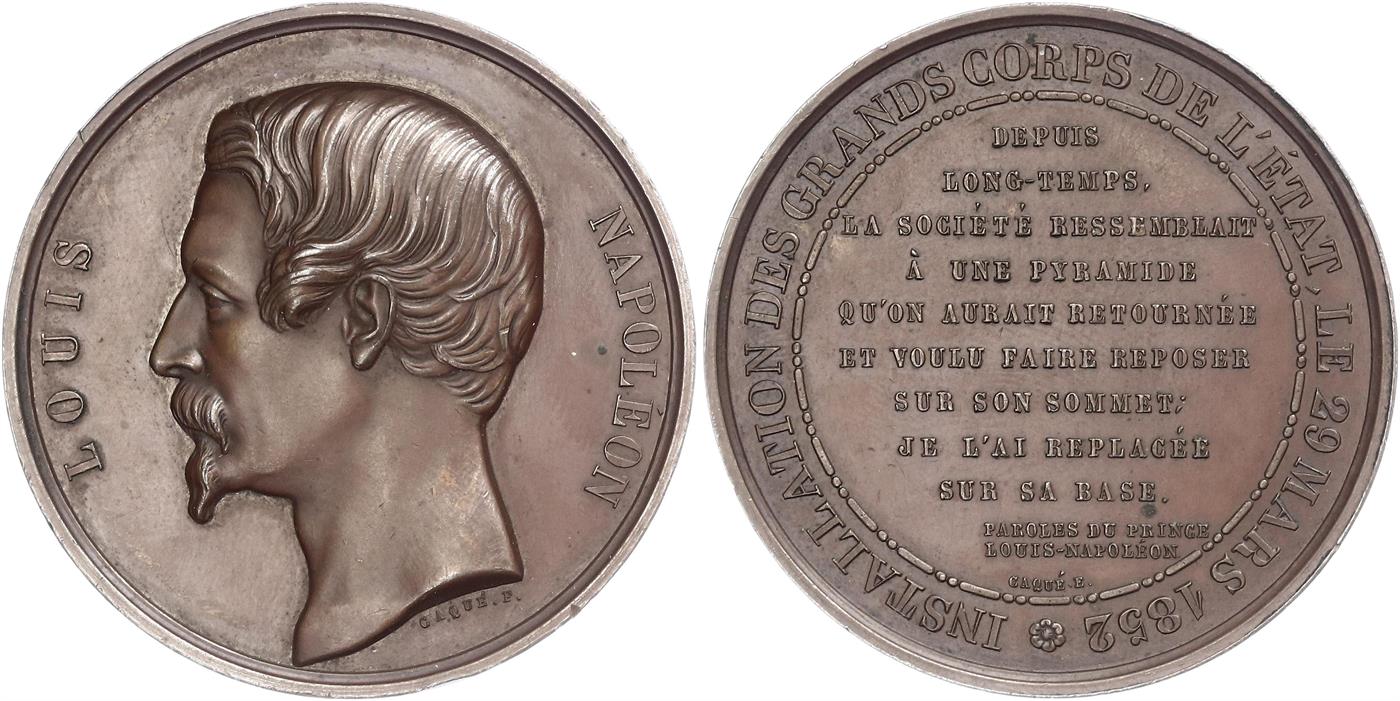 LOUIS
NAPOLÉON
CAQUÉ.F.
INSTALLATION DES GRANDS CORPS DE L'ÉTAT, LE 29 MARS 1852
DEPUIS
LONG-TEMPS,
LA SOCIÉTÉ RESSEMBLAIT
À UNE PYRAMIDE
QU'ON AURAIT RETOURNÉE
ET VOULU FAIRE REPOSER
SUR SON SOMMET;
JE L'AI REPLACÉE
SUR SA BASE.
PAROLES DU PRINCE
LOUIS-NAPOLÉON
CAQUÉ.F.